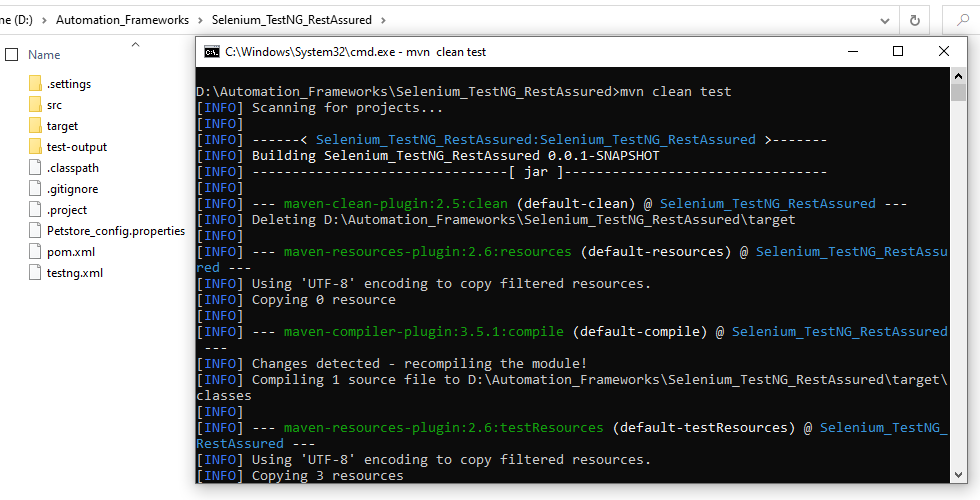 ne (D:) > Automation_Frameworks > Selenium_TestNG_RestAssured >
Name
.settings
src
target
test-output
.classpath
.gitignore
.project
Petstore_config.properties
pom.xml
testng.xml
C:\Windows\System32\cmd.exe - mvn  clean test
D:\Automation_Frameworks\Selenium_TestNG_RestAssured>mvn clean test
[INFO] Scanning for projects...
[INFO]
[INFO] ------< Selenium_TestNG_RestAssured:Selenium_TestNG_RestAssured >-------
[INFO] Building Selenium_TestNG_RestAssured 0.0.1-SNAPSHOT
[INFO] --------------------------------[ jar ]---------------------------------
[INFO]
[INFO] --- maven-clean-plugin:2.5:clean (default-clean) @ Selenium_TestNG_RestAssured ---
[INFO] Deleting D:\Automation_Frameworks\Selenium_TestNG_RestAssured\target
[INFO]
[INFO] --- maven-resources-plugin:2.6:resources (default-resources) @ Selenium_TestNG_RestAssu
red ---
[INFO] Using 'UTF-8' encoding to copy filtered resources.
[INFO] Copying 0 resource
[INFO]
[INFO] --- maven-compiler-plugin:3.5.1:compile (default-compile) @ Selenium_TestNG_RestAssured
 ---
[INFO] Changes detected - recompiling the module!
[INFO] Compiling 1 source file to D:\Automation_Frameworks\Selenium_TestNG_RestAssured\target\
classes
[INFO]
[INFO] --- maven-resources-plugin:2.6:testResources (default-testResources) @ Selenium_TestNG_
RestAssured ---
[INFO] Using 'UTF-8' encoding to copy filtered resources.
[INFO] Copying 3 resources